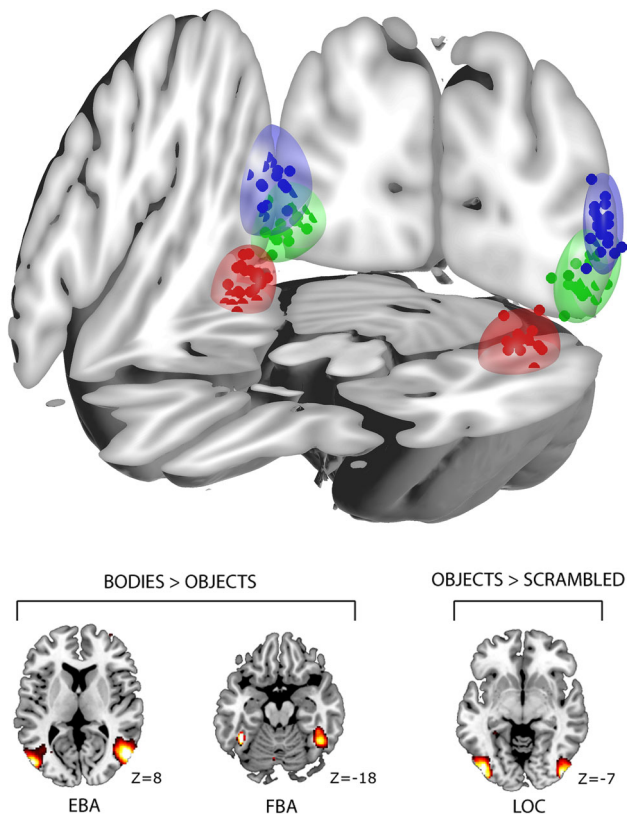 BODIES > OBJECTS
OBJECTS > SCRAMBLED
Z=8
Z=-18
Z=-7
EBA
FBA
LOC